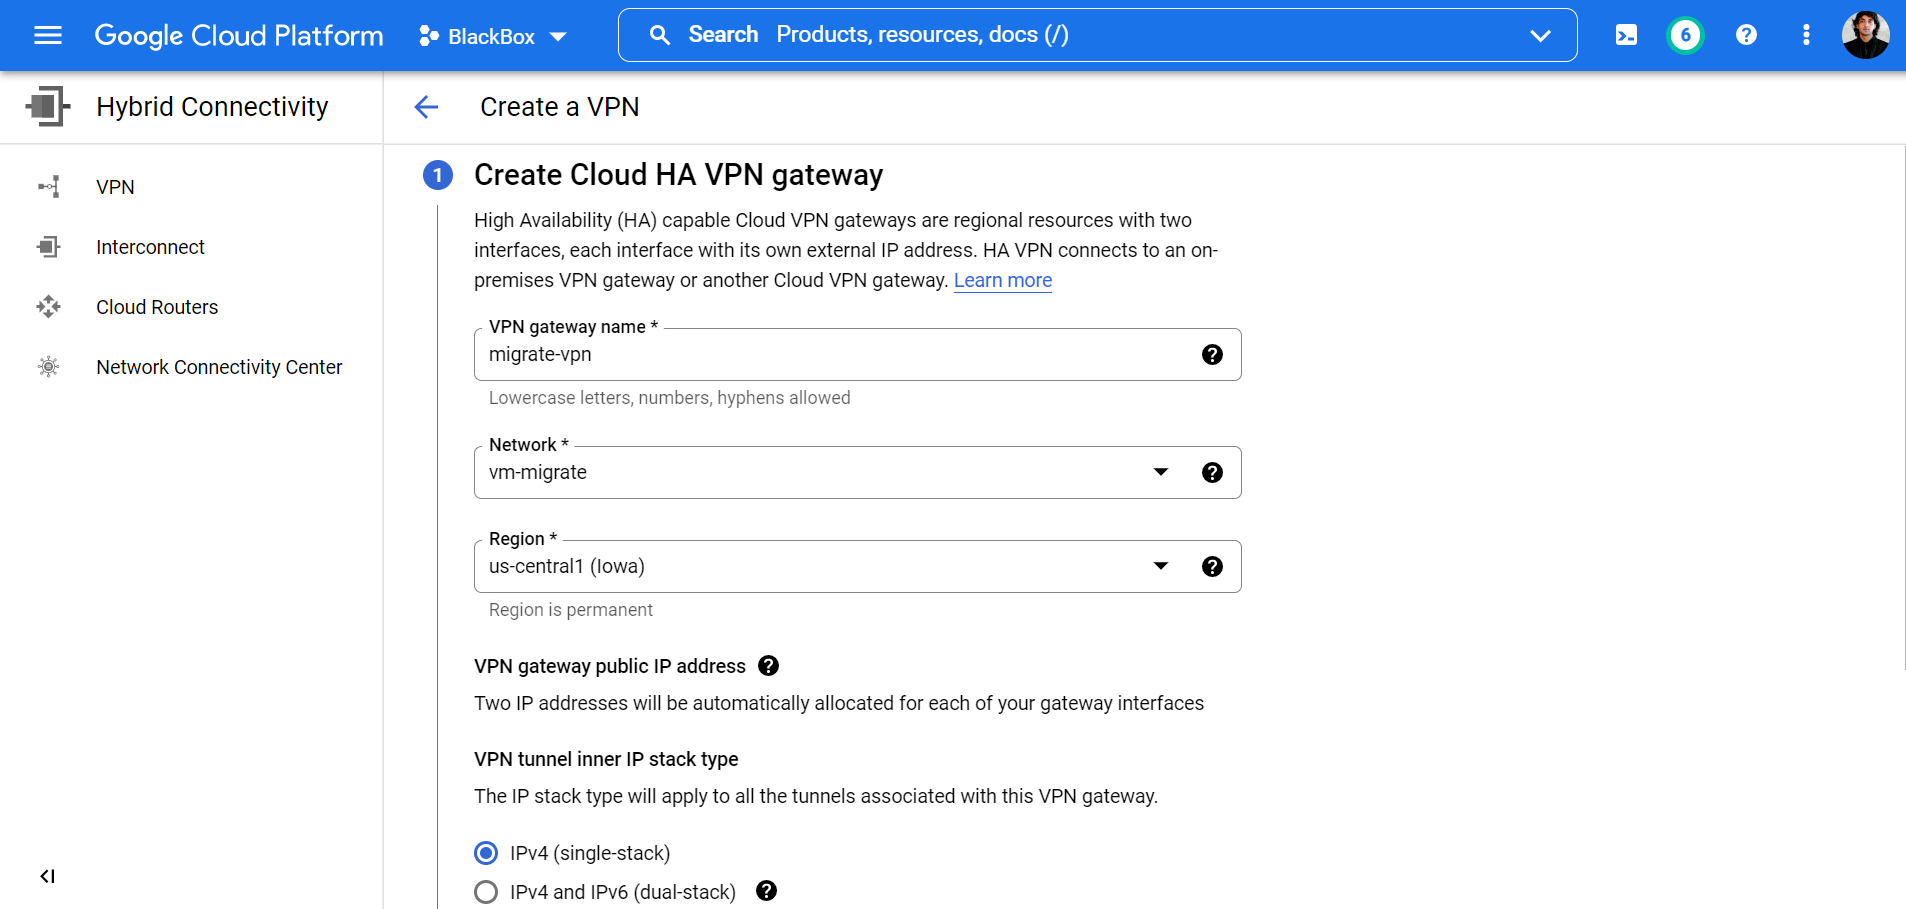 Google Cloud Platform
BlackBox
Search Products, resources, docs (/)
6
Hybrid Connectivity
Create a VPN
VPN
Interconnect
Cloud Routers
Network Connectivity Center
1
Create Cloud HA VPN gateway
High Availability (HA) capable Cloud VPN gateways are regional resources with two
interfaces, each interface with its own external IP address. HA VPN connects to an on-
premises VPN gateway or another Cloud VPN gateway. Learn more
VPN gateway name *
migrate-vpn
Lowercase letters, numbers, hyphens allowed
Network *
vm-migrate
Region *
us-central1 (Iowa)
Region is permanent
VPN gateway public IP address
Two IP addresses will be automatically allocated for each of your gateway interfaces
VPN tunnel inner IP stack type
The IP stack type will apply to all the tunnels associated with this VPN gateway.
IPv4 (single-stack)
IPv4 and IPv6 (dual-stack)